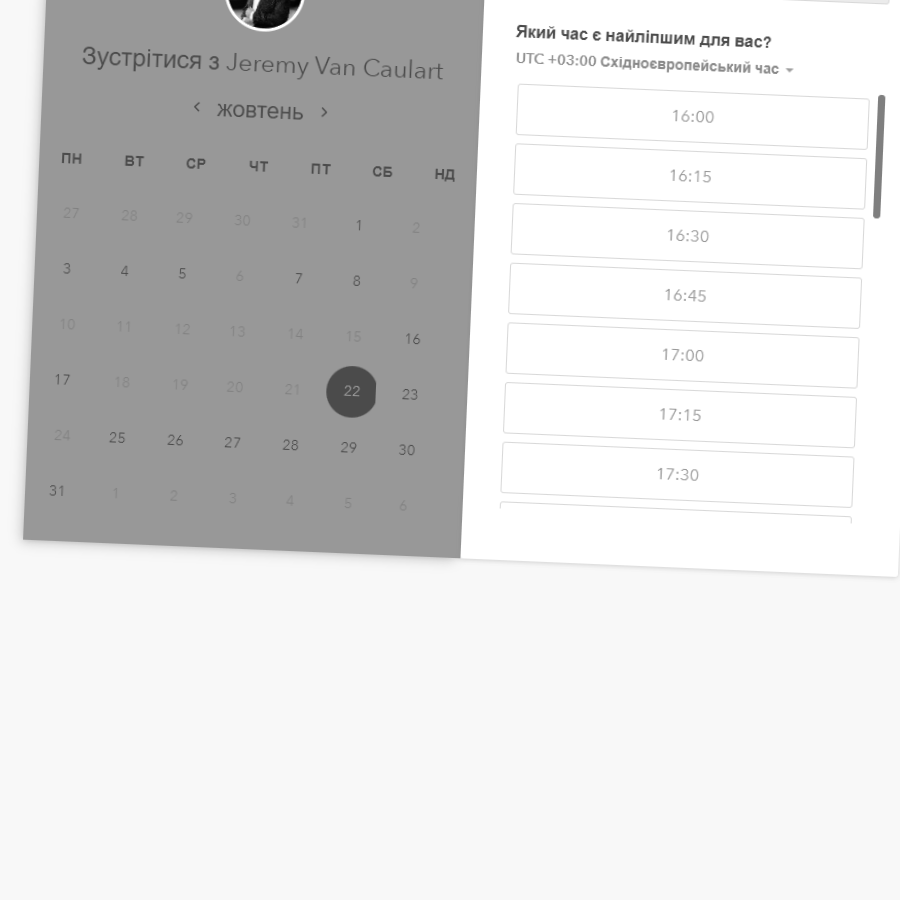 Зустрітися з Jeremy Van Caulart
жовтень
ПН ВТ СР ЧТ ПТ СБ НД
27 28 29 30 31 1 2
3 4 5 6 7 8 9
10 11 12 13 14 15 16
17 18 19 20 21 22 23
24 25 26 27 28 29 30
31 1 2 3 4 5 6
Який час є найліпшим для вас?
UTC +03:00 Східноєвропейський час
16:00
16:15
16:30
16:45
17:00
17:15
17:30